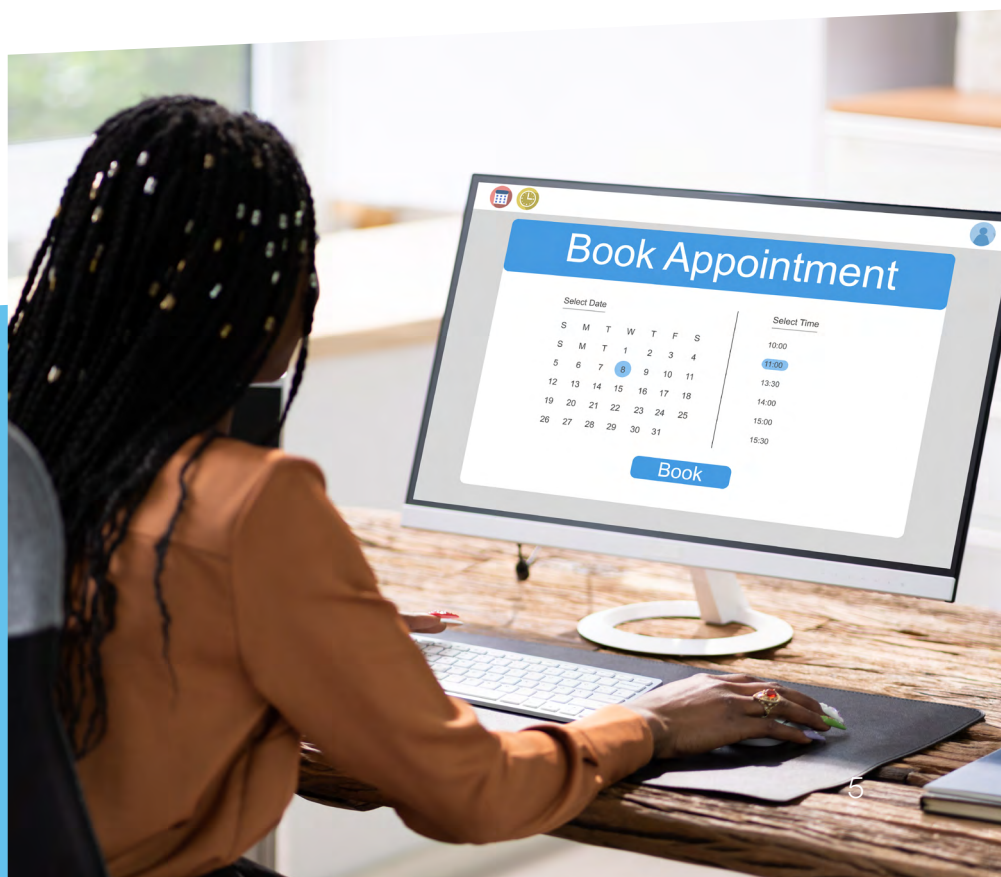 Book Appointment
Select Date
S M T W T F S
S M T 1 2 3 4
5 6 7 8 9 10 11
12 13 14 15 16 17 18
19 20 21 22 23 24 25
26 27 28 29 30 31
Select Time
10:00
11:00
13:30
14:00
15:00
15:30
Book
5